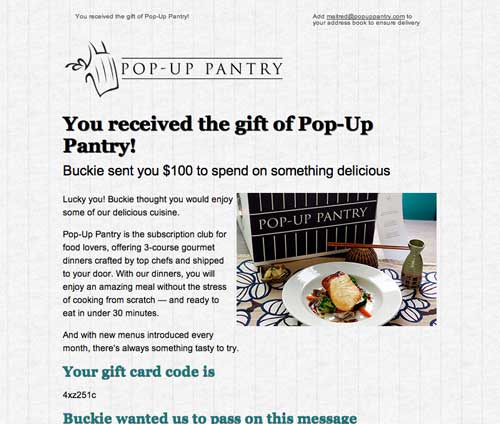 You received the gift of Pop-Up Pantry!
Add maitred@popuppantry.com to
your address book to ensure delivery
POP-UP PANTRY
You received the gift of Pop-Up
Pantry!
Buckie sent you $100 to spend on something delicious
Lucky you! Buckie thought you would enjoy
some of our delicious cuisine.
Pop-Up Pantry is the subscription club for
food lovers, offering 3-course gourmet
dinners crafted by top chefs and shipped
to your door. With our dinners, you will
enjoy an amazing meal without the stress
of cooking from scratch — and ready to
eat in under 30 minutes.
And with new menus introduced every
month, there's always something tasty to try.
POP-UP PANTRY
Your gift card code is
4xz251c
Buckie wanted us to pass on this message